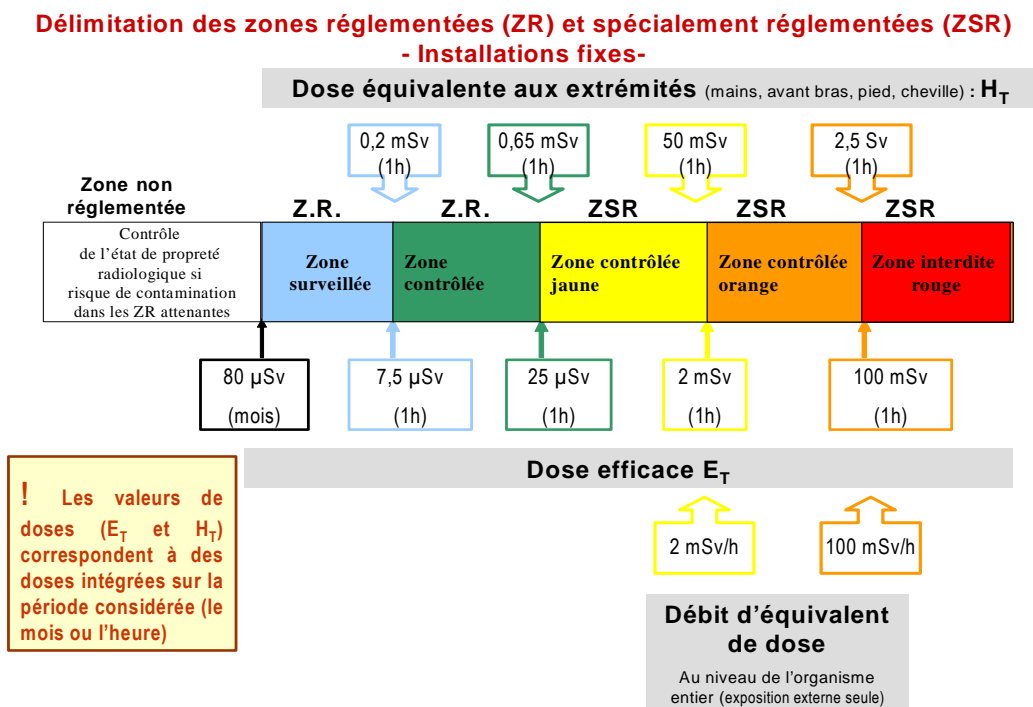 Délimitation des zones réglementées (ZR) et spécialement réglementées (ZSR)
- Installations fixes-
Dose équivalente aux extrémités (mains, avant bras, pied, cheville) : H_T
0,2 mSv
(1h)
0,65 mSv
(1h)
50 mSv
(1h)
2,5 Sv
(1h)
Zone non
réglementée
Z.R.
Z.R.
ZSR
ZSR
ZSR
Contrôle
de l'état de propreté
radiologique si
risque de contamination
dans les ZR attenantes
Zone
surveillée
Zone
contrôlée
Zone contrôlée
jaune
Zone contrôlée
orange
Zone interdite
rouge
80 µSv
(mois)
7,5 µSv
(1h)
25 µSv
(1h)
2 mSv
(1h)
100 mSv
(1h)
Dose efficace E_T
! Les valeurs de
doses (E_T et H_T)
correspondent à des
doses intégrées sur la
période considérée (le
mois ou l'heure)
2 mSv/h
100 mSv/h
Débit d'équivalent
de dose
Au niveau de l'organisme
entier (exposition externe seule)